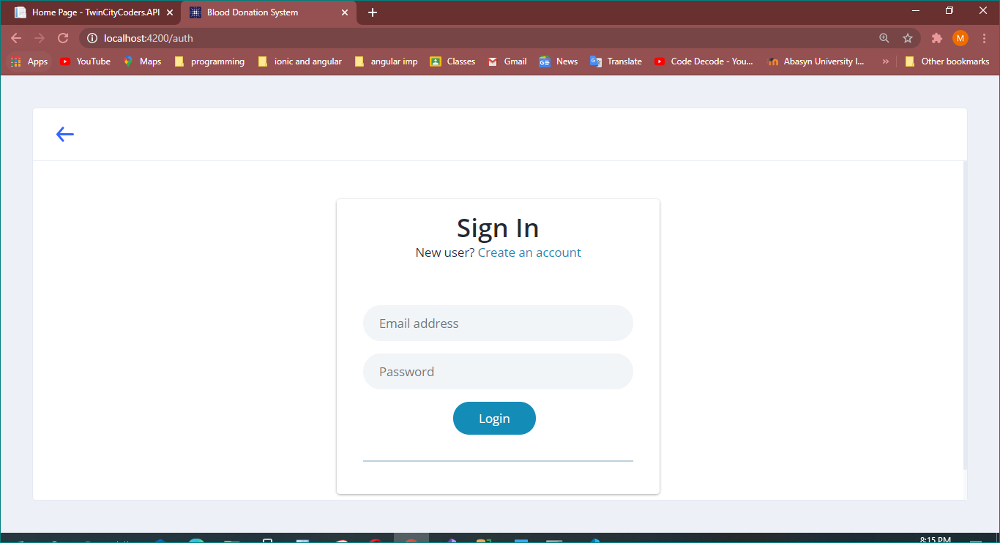 Home Page - TwinCityCoders.API
Blood Donation System
localhost:4200/auth
M
Apps YouTube Maps programming ionic and angular angular imp Classes Gmail News Translate Code Decode - You... Abasyn University I... » Other bookmarks
Sign In
New user? Create an account
Email address
Password
Login
8:15 PM